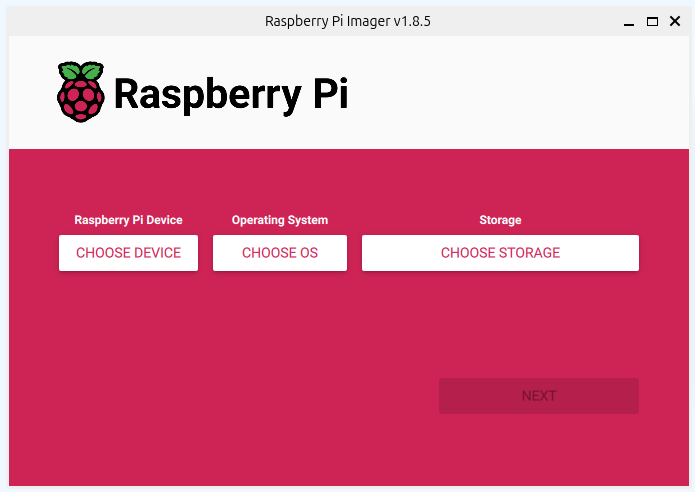 Raspberry Pi Imager v1.8.5
Raspberry Pi
Raspberry Pi Device
Operating System
Storage
CHOOSE DEVICE
CHOOSE OS
CHOOSE STORAGE
NEXT